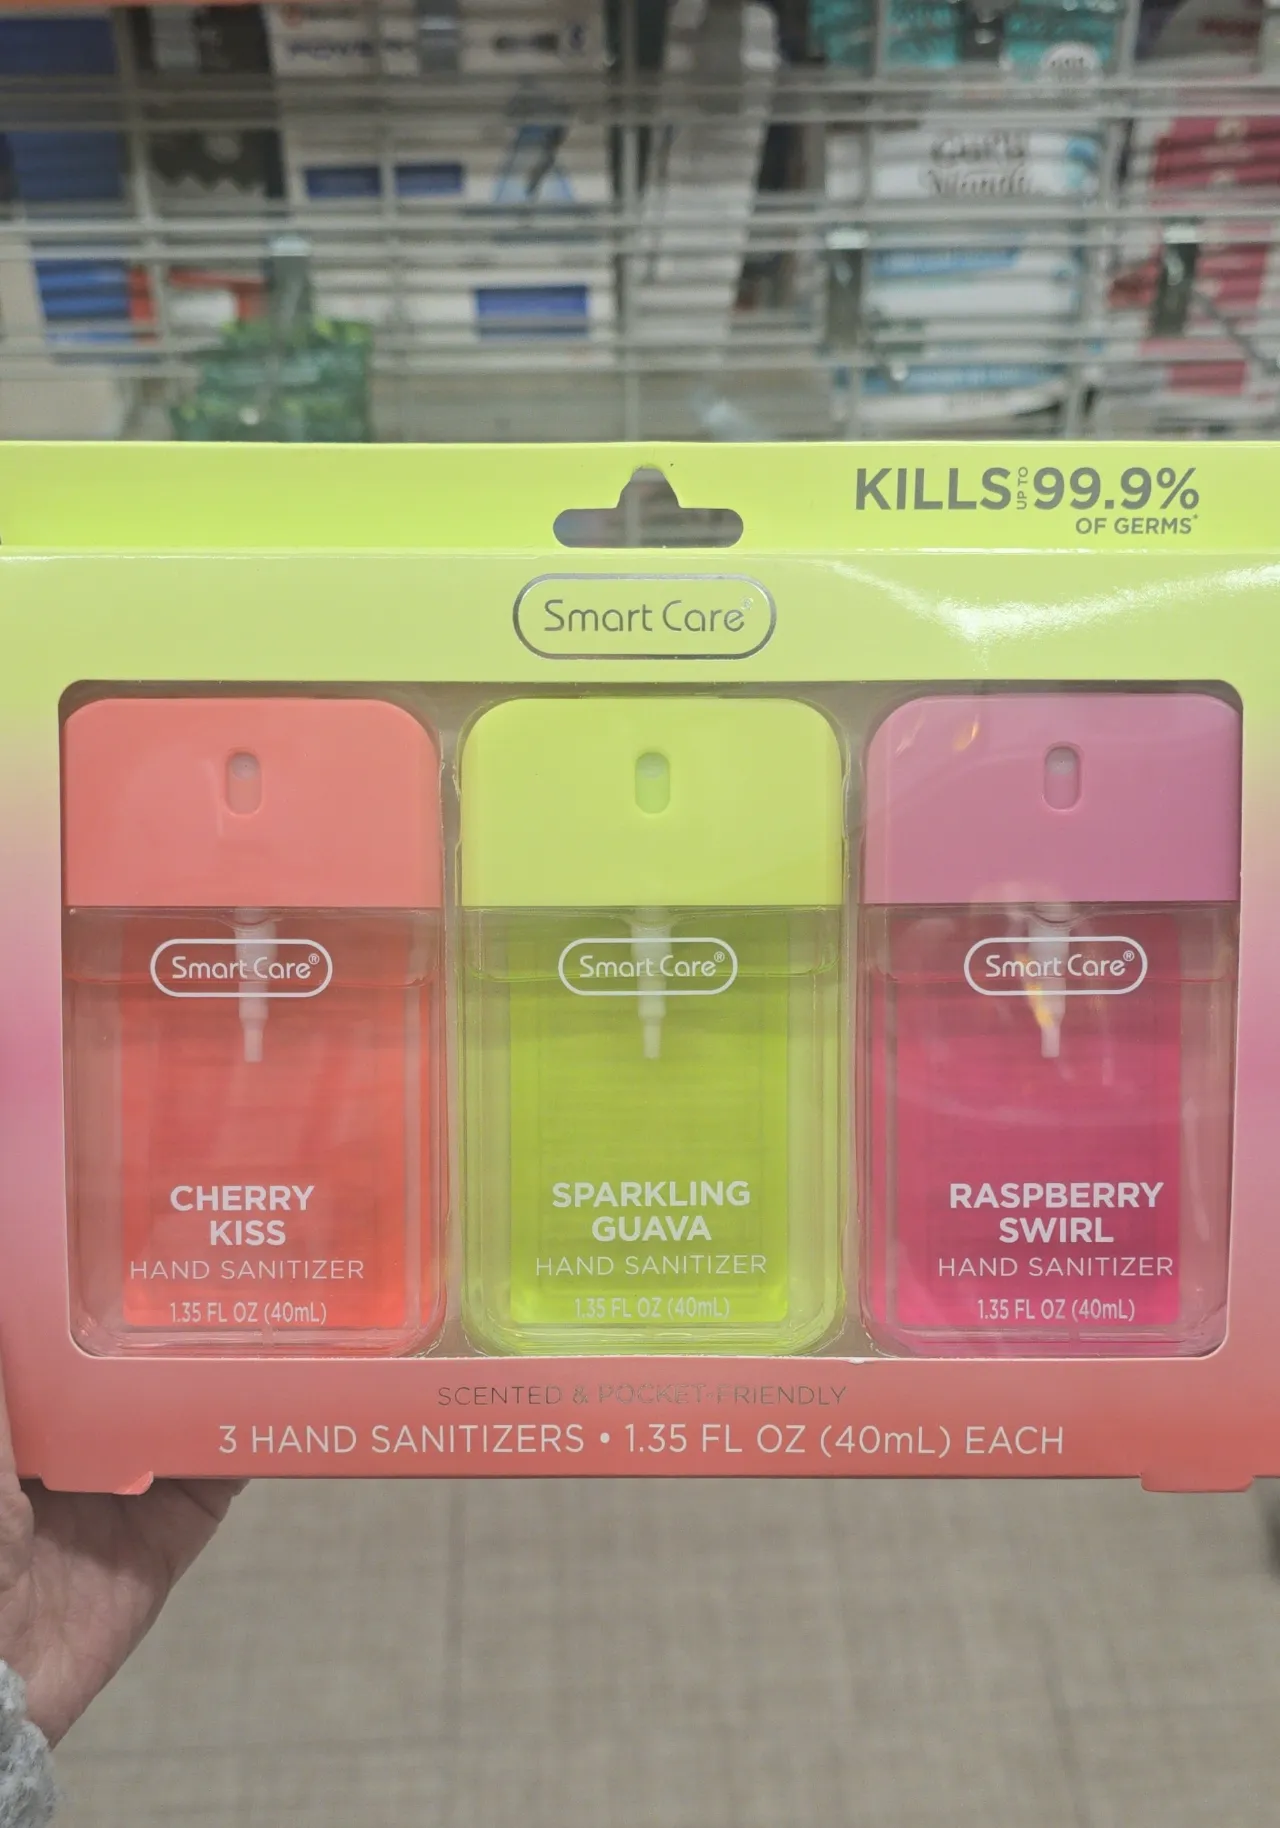 KILLS UP TO 99.9%
OF GERMS*
Smart Care®
Smart Care®
Smart Care®
Smart Care®
CHERRY
KISS
HAND SANITIZER
1.35 FL OZ (40mL)
SPARKLING
GUAVA
HAND SANITIZER
1.35 FL OZ (40mL)
RASPBERRY
SWIRL
HAND SANITIZER
1.35 FL OZ (40mL)
SCENTED & POCKET-FRIENDLY
3 HAND SANITIZERS • 1.35 FL OZ (40mL) EACH